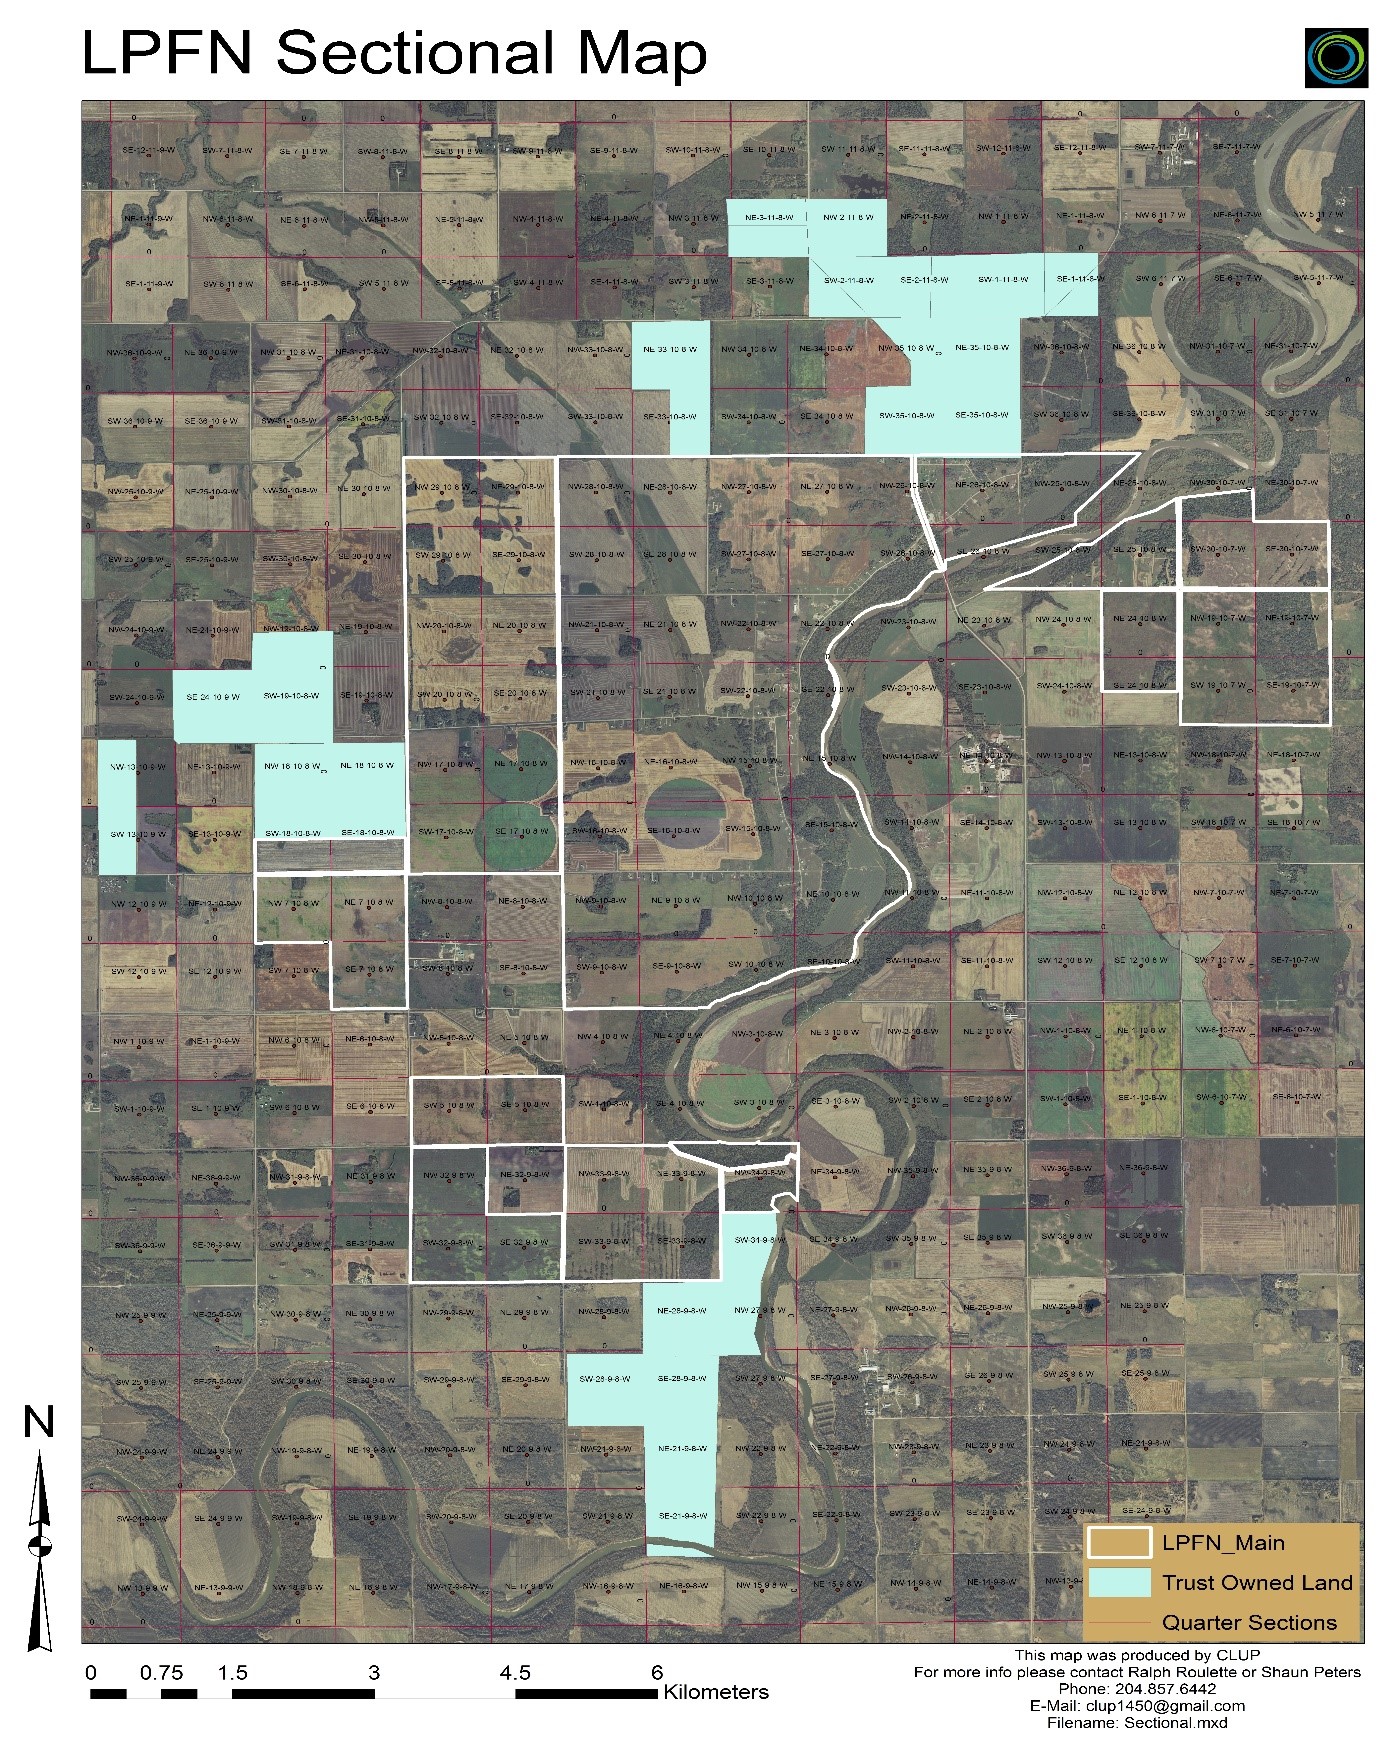 LPFN Sectional Map
SE-12-11-9-W SW-7-11-8-W SE-7-11-8-W SW-8-11-8-W SE-8-11-8-W SW-9-11-8-W SE-9-11-8-W SW-10-11-8-W SE-10-11-8-W SW-11-11-8-W SE-11-11-8-W SW-12-11-8-W SE-12-11-8-W SW-7-11-7-W SE-7-11-7-W
NE-1-11-9-W NE-3-11-8-W NW-2-11-8-W NE-2-11-8-W NW-1-11-8-W NE-1-11-8-W NW-6-11-7-W NE-6-11-7-W NW-5-11-7-W
SE-1-11-9-W SW-6-11-8-W SE-6-11-8-W SW-5-11-8-W SE-5-11-8-W SW-4-11-8-W SE-4-11-8-W SW-3-11-8-W SE-3-11-8-W SW-2-11-8-W SE-2-11-8-W SW-1-11-8-W SE-1-11-8-W SW-6-11-7-W SE-6-11-7-W SW-5-11-7-W
NW-36-10-9-W NE-36-10-9-W NW-31-10-8-W NE-31-10-8-W NW-32-10-8-W NE-32-10-8-W NW-33-10-8-W NE-33-10-8-W NW-34-10-8-W NE-34-10-8-W NW-35-10-8-W NE-35-10-8-W NW-36-10-8-W NE-36-10-8-W NW-31-10-7-W NE-31-10-7-W
SW-36-10-9-W SE-36-10-9-W SW-31-10-8-W SE-31-10-8-W SW-32-10-8-W SE-32-10-8-W SW-33-10-8-W SE-33-10-8-W SW-34-10-8-W SE-34-10-8-W SW-35-10-8-W SE-35-10-8-W SW-36-10-8-W SE-36-10-8-W SW-31-10-7-W SE-31-10-7-W
NW-25-10-9-W NE-25-10-9-W NW-30-10-8-W NE-30-10-8-W NW-29-10-8-W NE-29-10-8-W NW-28-10-8-W NE-28-10-8-W NW-27-10-8-W NE-27-10-8-W NW-26-10-8-W NE-26-10-8-W NW-25-10-8-W NE-25-10-8-W NW-30-10-7-W NE-30-10-7-W
SW-25-10-9-W SE-25-10-9-W SW-30-10-8-W SE-30-10-8-W SW-29-10-8-W SE-29-10-8-W SW-28-10-8-W SE-28-10-8-W SW-27-10-8-W SE-27-10-8-W SW-26-10-8-W SE-26-10-8-W SW-25-10-8-W SE-25-10-8-W SW-30-10-7-W SE-30-10-7-W
NW-24-10-9-W NE-24-10-9-W NW-19-10-8-W NE-19-10-8-W NW-20-10-8-W NE-20-10-8-W NW-21-10-8-W NE-21-10-8-W NW-22-10-8-W NE-22-10-8-W NW-23-10-8-W NE-23-10-8-W NW-24-10-8-W NE-24-10-8-W NW-19-10-7-W NE-19-10-7-W
SW-24-10-9-W SE-24-10-9-W SW-19-10-8-W SE-19-10-8-W SW-20-10-8-W SE-20-10-8-W SW-21-10-8-W SE-21-10-8-W SW-22-10-8-W SE-22-10-8-W SW-23-10-8-W SE-23-10-8-W SW-24-10-8-W SE-24-10-8-W SW-19-10-7-W SE-19-10-7-W
NW-13-10-9-W NE-13-10-9-W NW-18-10-8-W NE-18-10-8-W NW-17-10-8-W NE-17-10-8-W NW-16-10-8-W NE-16-10-8-W NW-15-10-8-W NE-15-10-8-W NW-14-10-8-W NW-13-10-8-W NE-13-10-8-W NW-18-10-7-W NE-18-10-7-W
SW-13-10-9-W SE-13-10-9-W SW-18-10-8-W SE-18-10-8-W SW-17-10-8-W SE-17-10-8-W SW-16-10-8-W SE-16-10-8-W SW-15-10-8-W SE-15-10-8-W SW-14-10-8-W SE-14-10-8-W SW-13-10-8-W SE-13-10-8-W SW-18-10-7-W SE-18-10-7-W
NW-12-10-9-W NE-12-10-9-W NW-7-10-8-W NE-7-10-8-W NW-8-10-8-W NE-8-10-8-W NW-9-10-8-W NE-9-10-8-W NW-10-10-8-W NE-10-10-8-W NW-11-10-8-W NE-11-10-8-W NW-12-10-8-W NE-12-10-8-W NW-7-10-7-W NE-7-10-7-W
SW-12-10-9-W SE-12-10-9-W SW-7-10-8-W SE-7-10-8-W SW-8-10-8-W SE-8-10-8-W SW-9-10-8-W SE-9-10-8-W SW-10-10-8-W SE-10-10-8-W SW-11-10-8-W SE-11-10-8-W SW-12-10-8-W SE-12-10-8-W SW-7-10-7-W SE-7-10-7-W
NW-1-10-9-W NE-1-10-9-W NW-6-10-8-W NE-6-10-8-W NW-5-10-8-W NE-5-10-8-W NW-4-10-8-W NE-4-10-8-W NW-3-10-8-W NE-3-10-8-W NW-2-10-8-W NE-2-10-8-W NW-1-10-8-W NE-1-10-8-W NW-6-10-7-W NE-6-10-7-W
SW-1-10-9-W SE-1-10-9-W SW-6-10-8-W SE-6-10-8-W SW-5-10-8-W SE-5-10-8-W SW-4-10-8-W SE-4-10-8-W SW-3-10-8-W SE-3-10-8-W SW-2-10-8-W SE-2-10-8-W SW-1-10-8-W SE-1-10-8-W SW-6-10-7-W SE-6-10-7-W
NW-36-9-9-W NE-36-9-9-W NW-31-9-8-W NE-31-9-8-W NW-32-9-8-W NE-32-9-8-W NW-33-9-8-W NE-33-9-8-W NW-34-9-8-W NE-34-9-8-W NW-35-9-8-W NE-35-9-8-W NW-36-9-8-W NE-36-9-8-W
SW-36-9-9-W SE-36-9-9-W SW-31-9-8-W SE-31-9-8-W SW-32-9-8-W SE-32-9-8-W SW-33-9-8-W SE-33-9-8-W SW-34-9-8-W SE-34-9-8-W SW-35-9-8-W SE-35-9-8-W SW-36-9-8-W SE-36-9-8-W
NW-25-9-9-W NE-25-9-9-W NW-30-9-8-W NE-30-9-8-W NW-29-9-8-W NE-29-9-8-W NW-28-9-8-W NE-28-9-8-W NW-27-9-8-W NE-27-9-8-W NW-26-9-8-W NE-26-9-8-W NW-25-9-8-W NE-25-9-8-W
SW-25-9-9-W SE-25-9-9-W SW-30-9-8-W SE-30-9-8-W SW-29-9-8-W SE-29-9-8-W SW-28-9-8-W SE-28-9-8-W SW-27-9-8-W SE-27-9-8-W SW-26-9-8-W SE-26-9-8-W SW-25-9-8-W SE-25-9-8-W
NW-24-9-9-W NE-24-9-9-W NW-19-9-8-W NE-19-9-8-W NW-20-9-8-W NE-20-9-8-W NW-21-9-8-W NE-21-9-8-W NE-22-9-8-W NW-23-9-8-W NE-23-9-8-W NW-24-9-8-W NE-24-9-8-W
SW-24-9-9-W SE-24-9-9-W SW-19-9-8-W SE-19-9-8-W SW-20-9-8-W SE-20-9-8-W SW-21-9-8-W SE-21-9-8-W SW-22-9-8-W SE-22-9-8-W SW-23-9-8-W SE-23-9-8-W SW-24-9-8-W SE-24-9-8-W
NW-13-9-9-W NE-13-9-9-W NW-18-9-8-W NE-18-9-8-W NW-17-9-8-W NE-17-9-8-W NW-16-9-8-W NE-16-9-8-W NW-15-9-8-W NE-15-9-8-W NW-14-9-8-W NE-14-9-8-W
N
LPFN_Main
Trust Owned Land
Quarter Sections
0 0.75 1.5 3 4.5 6
Kilometers
This map was produced by CLUP
For more info please contact Ralph Roulette or Shaun Peters
Phone: 204.857.6442
E-Mail: clup1450@gmail.com
Filename: Sectional.mxd